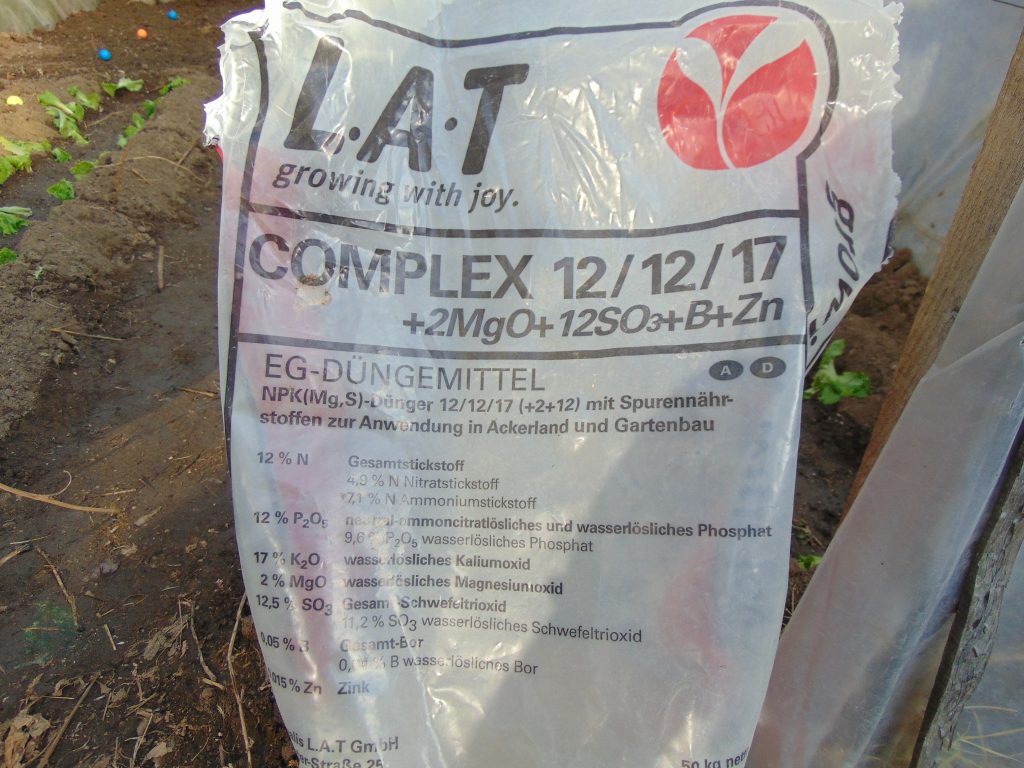 L.A.T
growing with joy.
COMPLEX 12/12/17
+2MgO+12SO₃+B+Zn
EG-DÜNGEMITTEL A D
NPK(Mg,S)-Dünger 12/12/17 (+2+12) mit Spurennähr-
stoffen zur Anwendung in Ackerland und Gartenbau
12 % N Gesamtstickstoff
4,9 % N Nitratstickstoff
7,1 % N Ammoniumstickstoff
12 % P₂O₅ neutral-ammoncitratlösliches und wasserlösliches Phosphat
9,6 % P₂O₅ wasserlösliches Phosphat
17 % K₂O wasserlösliches Kaliumoxid
2 % MgO wasserlösliches Magnesiumoxid
12,5 % SO₃ Gesamt-Schwefeltrioxid
11,2 % SO₃ wasserlösliches Schwefeltrioxid
0,05 % B Gesamt-Bor
% B wasserlösliches Bor
015 % Zn Zink
L.A.T GmbH
-Straße 25
50 kg